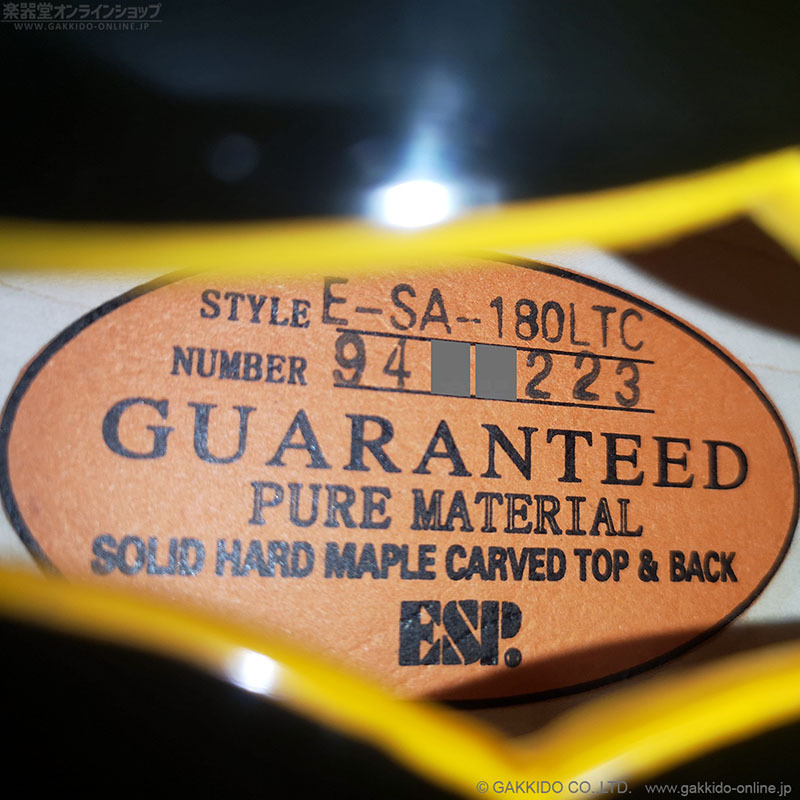 楽器堂オンラインショップ
WWW.GAKKIDO-ONLINE.JP
STYLE E-SA-180LTC
NUMBER 94 223
GUARANTEED
PURE MATERIAL
SOLID HARD MAPLE CARVED TOP & BACK
ESP.
© GAKKIDO CO., LTD. www.gakkido-online.jp